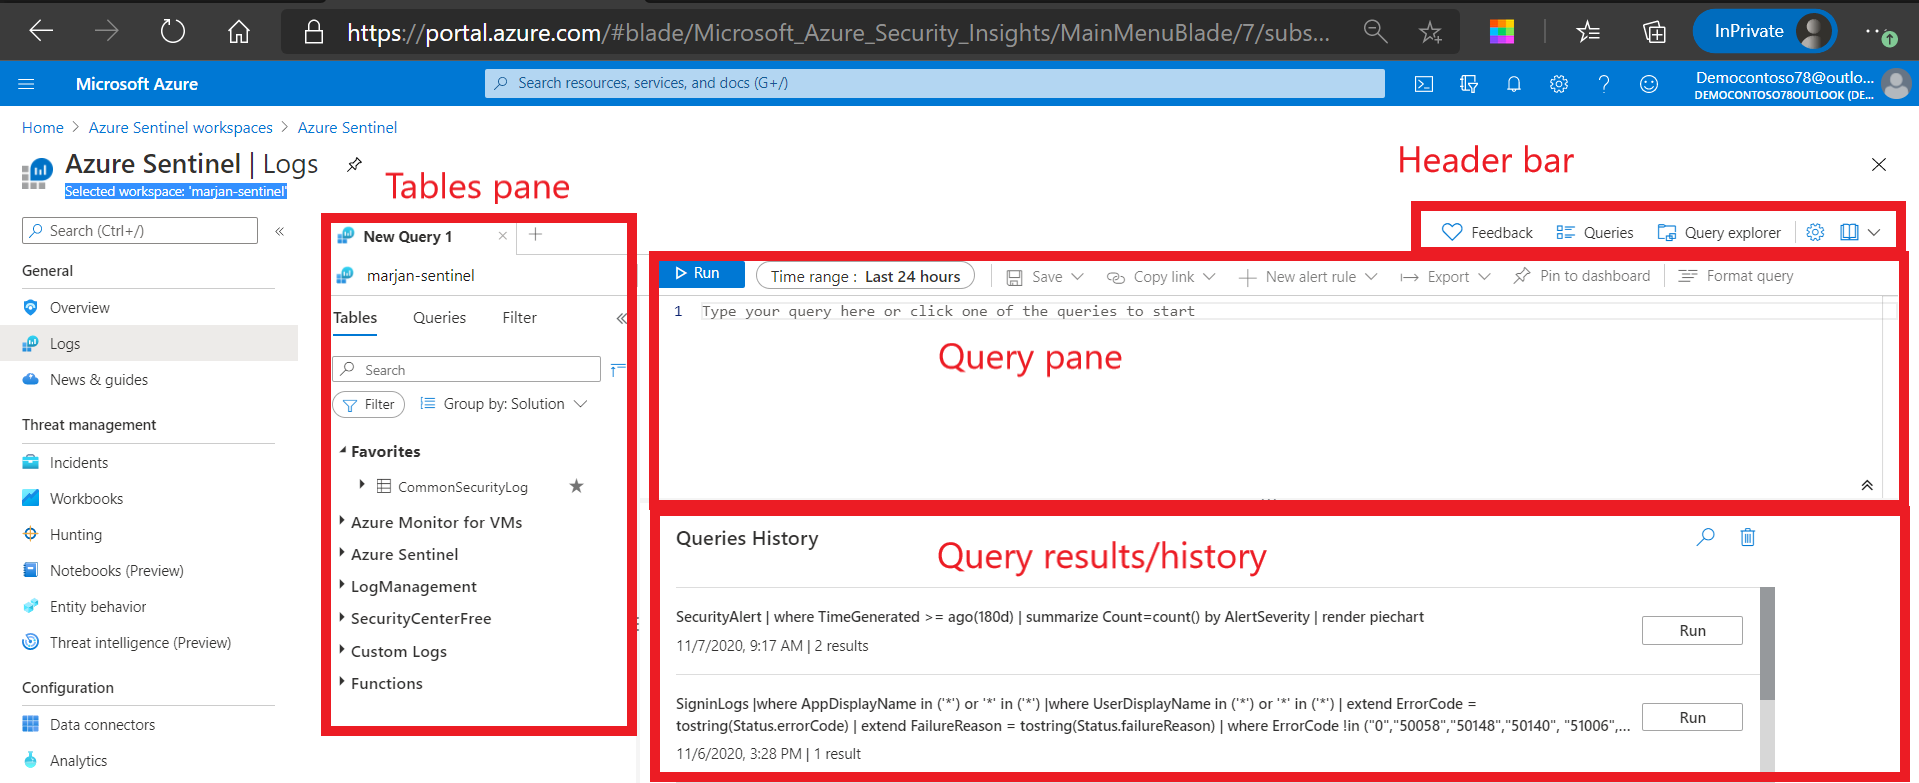 https://portal.azure.com/#blade/Microsoft_Azure_Security_Insights/MainMenuBlade/7/subs...
InPrivate
Microsoft Azure
Search resources, services, and docs (G+/)
Democontoso78@outlo...
DEMOCONTOSO78OUTLOOK (DE...
Home > Azure Sentinel workspaces > Azure Sentinel
Azure Sentinel | Logs
Selected workspace: 'marjan-sentinel'
Tables pane
Header bar
Search (Ctrl+/)
General
Overview
Logs
News & guides
Threat management
Incidents
Workbooks
Hunting
Notebooks (Preview)
Entity behavior
Threat intelligence (Preview)
Configuration
Data connectors
Analytics
New Query 1
marjan-sentinel
Tables Queries Filter
Search
Filter Group by: Solution
Favorites
CommonSecurityLog
Azure Monitor for VMs
Azure Sentinel
LogManagement
SecurityCenterFree
Custom Logs
Functions
Feedback Queries Query explorer
Run Time range : Last 24 hours Save Copy link New alert rule Export Pin to dashboard Format query
1 Type your query here or click one of the queries to start
Query pane
Queries History
Query results/history
SecurityAlert | where TimeGenerated >= ago(180d) | summarize Count=count() by AlertSeverity | render piechart
11/7/2020, 9:17 AM | 2 results
Run
SigninLogs |where AppDisplayName in ('*') or '*' in ('*') |where UserDisplayName in ('*') or '*' in ('*') | extend ErrorCode =
tostring(Status.errorCode) | extend FailureReason = tostring(Status.failureReason) | where ErrorCode !in ("0","50058","50148","50140", "51006",...
11/6/2020, 3:28 PM | 1 result
Run